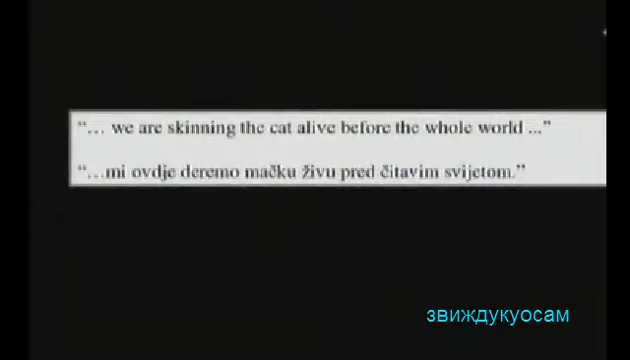 “… we are skinning the cat alive before the whole world ...”
“…mi ovdje deremo mačku živu pred čitavim svijetom.”
звиждукуосам